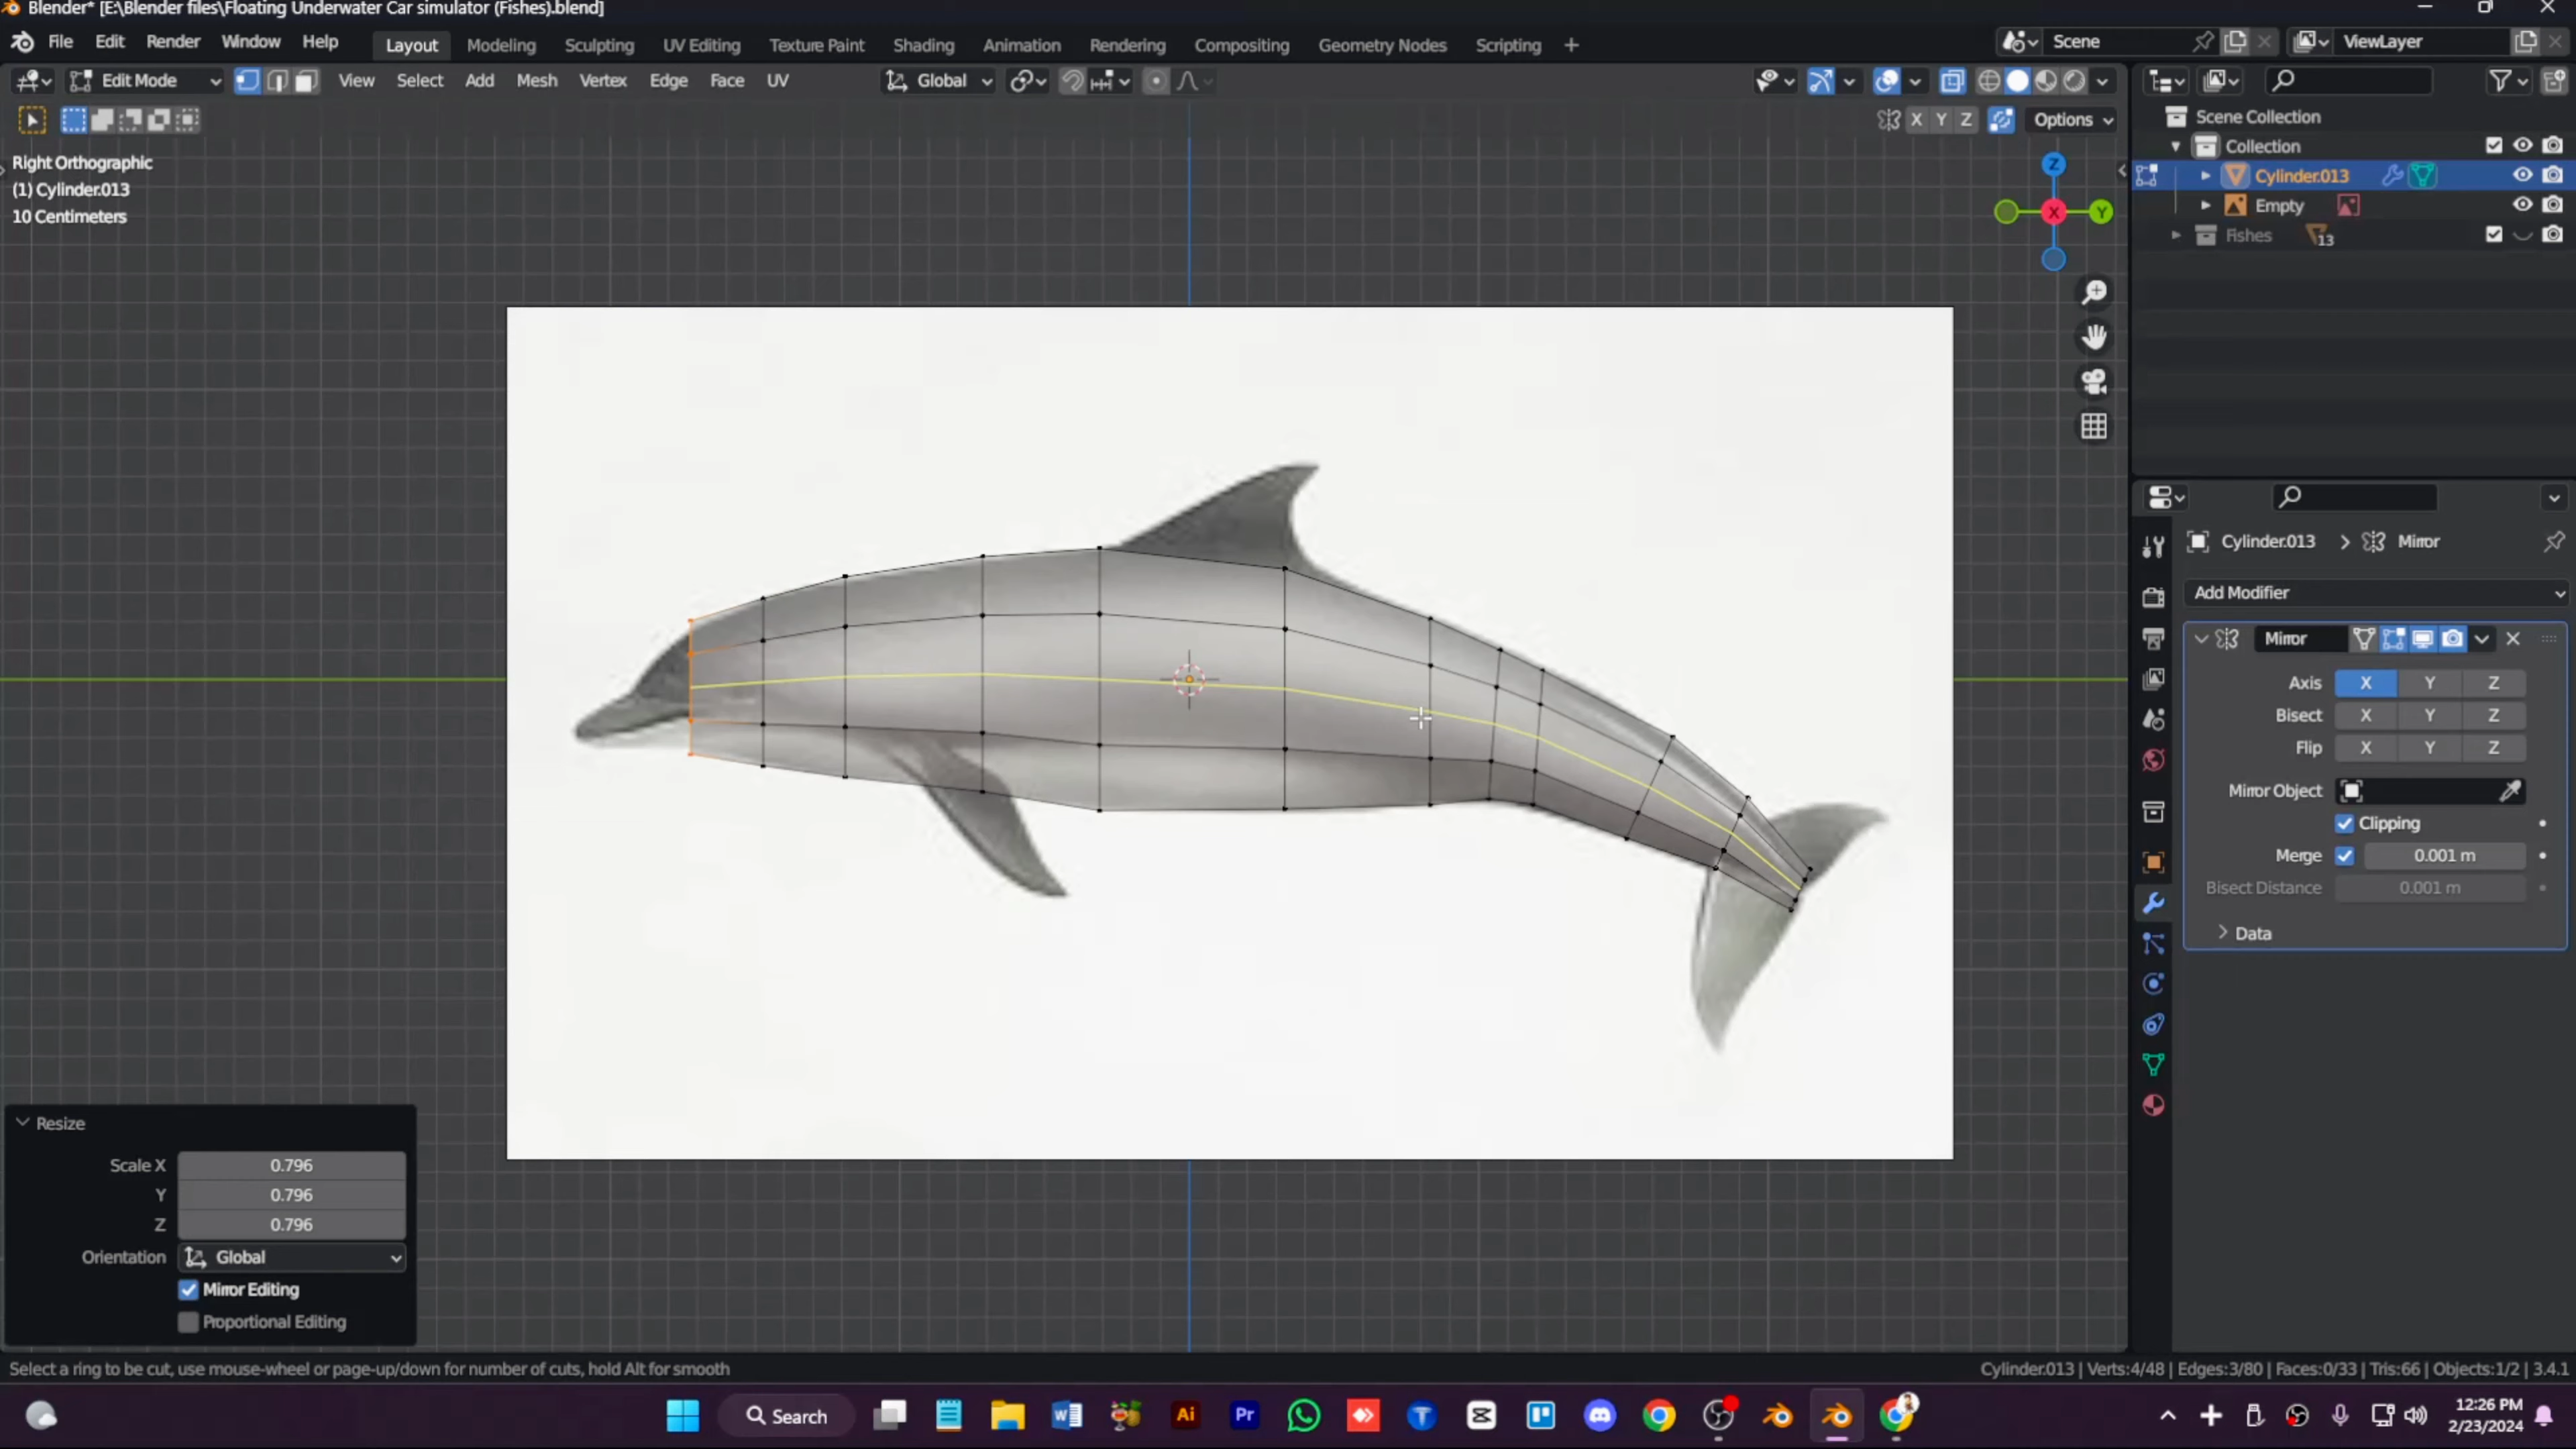 Blender* [E:\Blender files\Floating Underwater Car simulator (Fishes).blend]
File Edit Render Window Help Layout Modeling Sculpting UV Editing Texture Paint Shading Animation Rendering Compositing Geometry Nodes Scripting + Scene ViewLayer
Edit Mode View Select Add Mesh Vertex Edge Face UV Global
X Y Z Options
Right Orthographic
(1) Cylinder.013
10 Centimeters
Z
X Y
Scene Collection
Collection
Cylinder.013
Empty
Fishes 13
Cylinder.013 > Mirror
Add Modifier
Mirror
Axis X Y Z
Bisect X Y Z
Flip X Y Z
Mirror Object
Clipping
Merge 0.001 m
Bisect Distance 0.001 m
Data
Resize
Scale X 0.796
Y 0.796
Z 0.796
Orientation Global
Mirror Editing
Proportional Editing
Select a ring to be cut, use mouse-wheel or page-up/down for number of cuts, hold Alt for smooth
Cylinder.013 | Verts:4/48 | Edges:3/80 | Faces:0/33 | Tris:66 | Objects:1/2 | 3.4.1
Search
Ai
Pr
12:26 PM
2/23/2024